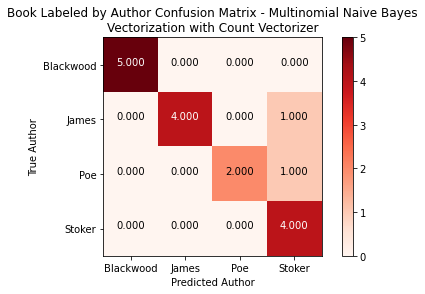 Book Labeled by Author Confusion Matrix - Multinomial Naive Bayes
Vectorization with Count Vectorizer
True Author
Blackwood 5.000 0.000 0.000 0.000
James 0.000 4.000 0.000 1.000
Poe 0.000 0.000 2.000 1.000
Stoker 0.000 0.000 0.000 4.000
Blackwood James Poe Stoker
Predicted Author
5
4
3
2
1
0